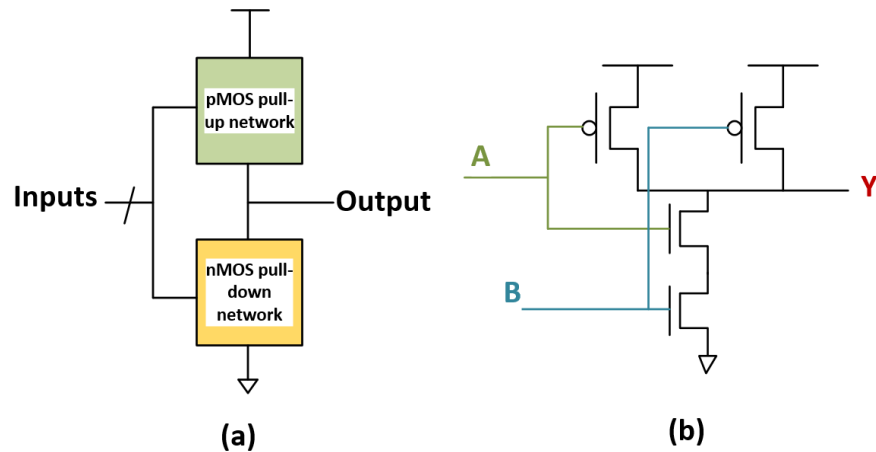 pMOS pull-
up network
Inputs
Output
nMOS pull-
down
network
(a)
A
B
Y
(b)